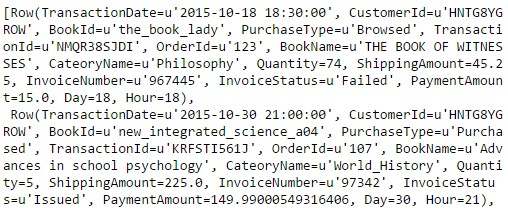 [Row(TransactionDate=u'2015-10-18 18:30:00', CustomerId=u'HNTG8YG
ROW', BookId=u'the_book_lady', PurchaseType=u'Browsed', Transacti
onId=u'NMQR38SJDI', OrderId=u'123', BookName=u'THE BOOK OF WITNES
SES', CateoryName=u'Philosophy', Quantity=74, ShippingAmount=45.2
5, InvoiceNumber=u'967445', InvoiceStatus=u'Failed', PaymentAmoun
t=15.0, Day=18, Hour=18),
 Row(TransactionDate=u'2015-10-30 21:00:00', CustomerId=u'HNTG8YG
ROW', BookId=u'new_integrated_science_a04', PurchaseType=u'Purcha
sed', TransactionId=u'KRFSTI561J', OrderId=u'107', BookName=u'Adv
ances in school psychology', CateoryName=u'World_History', Quanti
ty=5, ShippingAmount=225.0, InvoiceNumber=u'97342', InvoiceStatu
s=u'Issued', PaymentAmount=149.99000549316406, Day=30, Hour=21),